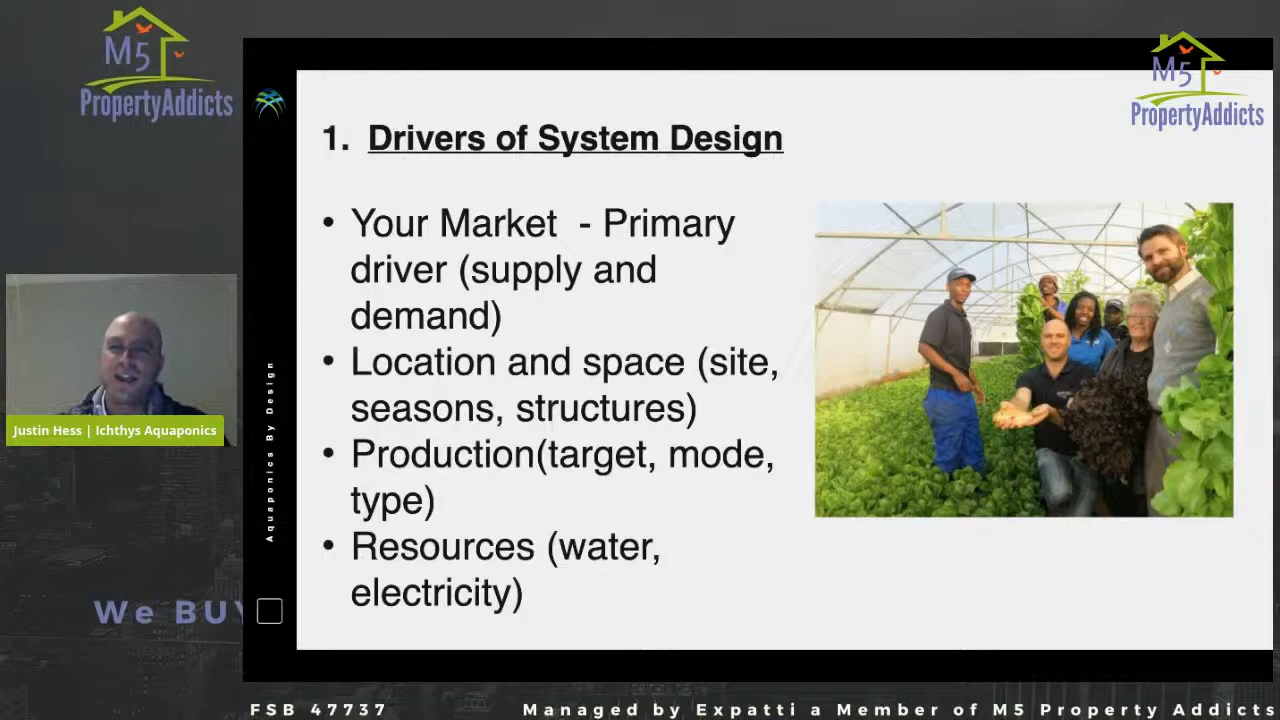 M5
PropertyAddicts
M5
PropertyAddicts
1. Drivers of System Design
• Your Market - Primary
driver (supply and
demand)
• Location and space (site,
seasons, structures)
• Production(target, mode,
type)
• Resources (water,
electricity)
Aquaponics By Design
Justin Hess | Ichthys Aquaponics
We BUY
FSB 47737
Managed by Expatti a Member of M5 Property Addicts